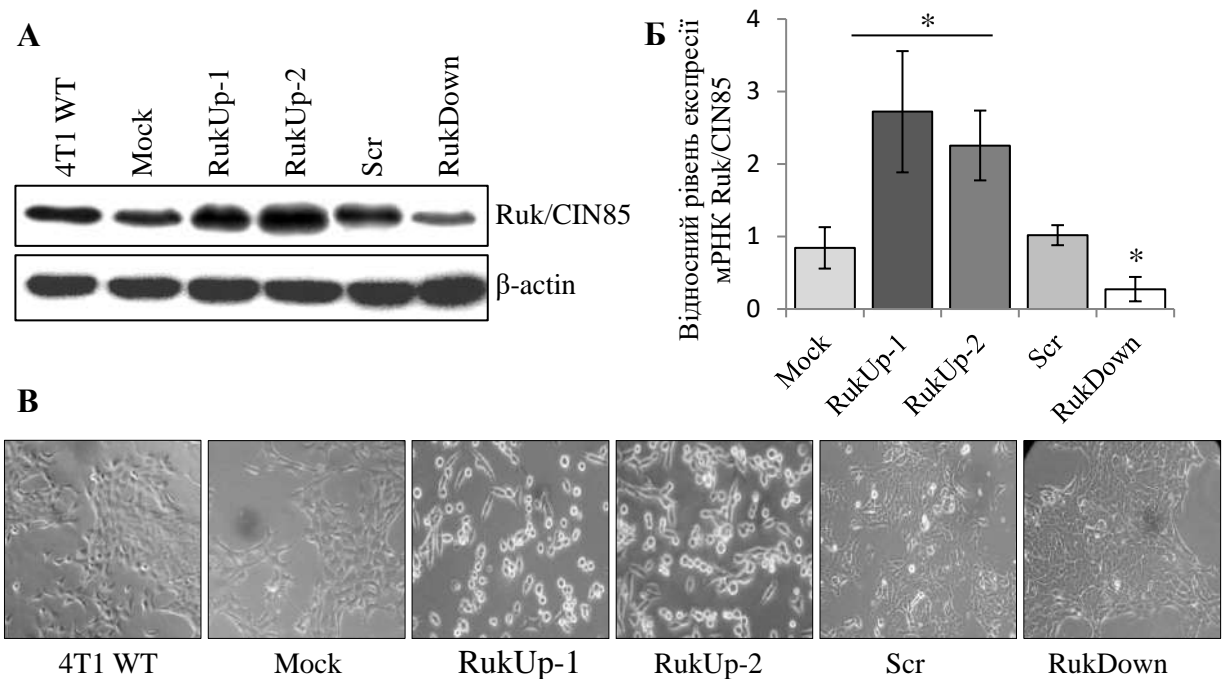 А
4T1 WT
Mock
RukUp-1
RukUp-2
Scr
RukDown
Ruk/CIN85
β-actin
Б
Відносний рівень експресії
мРНК Ruk/CIN85
4
3
2
1
0
*
*
Mock
RukUp-1
RukUp-2
Scr
RukDown
В
4T1 WT
Mock
RukUp-1
RukUp-2
Scr
RukDown